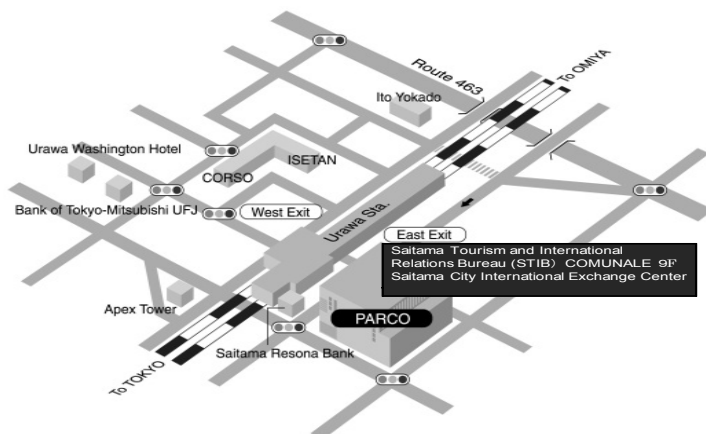 Route 463
To OMIYA
Ito Yokado
Urawa Washington Hotel
ISETAN
CORSO
Bank of Tokyo-Mitsubishi UFJ
West Exit
Urawa Sta.
East Exit
Saitama Tourism and International
Relations Bureau (STIB) COMUNALE 9F
Saitama City International Exchange Center
Apex Tower
PARCO
Saitama Resona Bank
To TOKYO